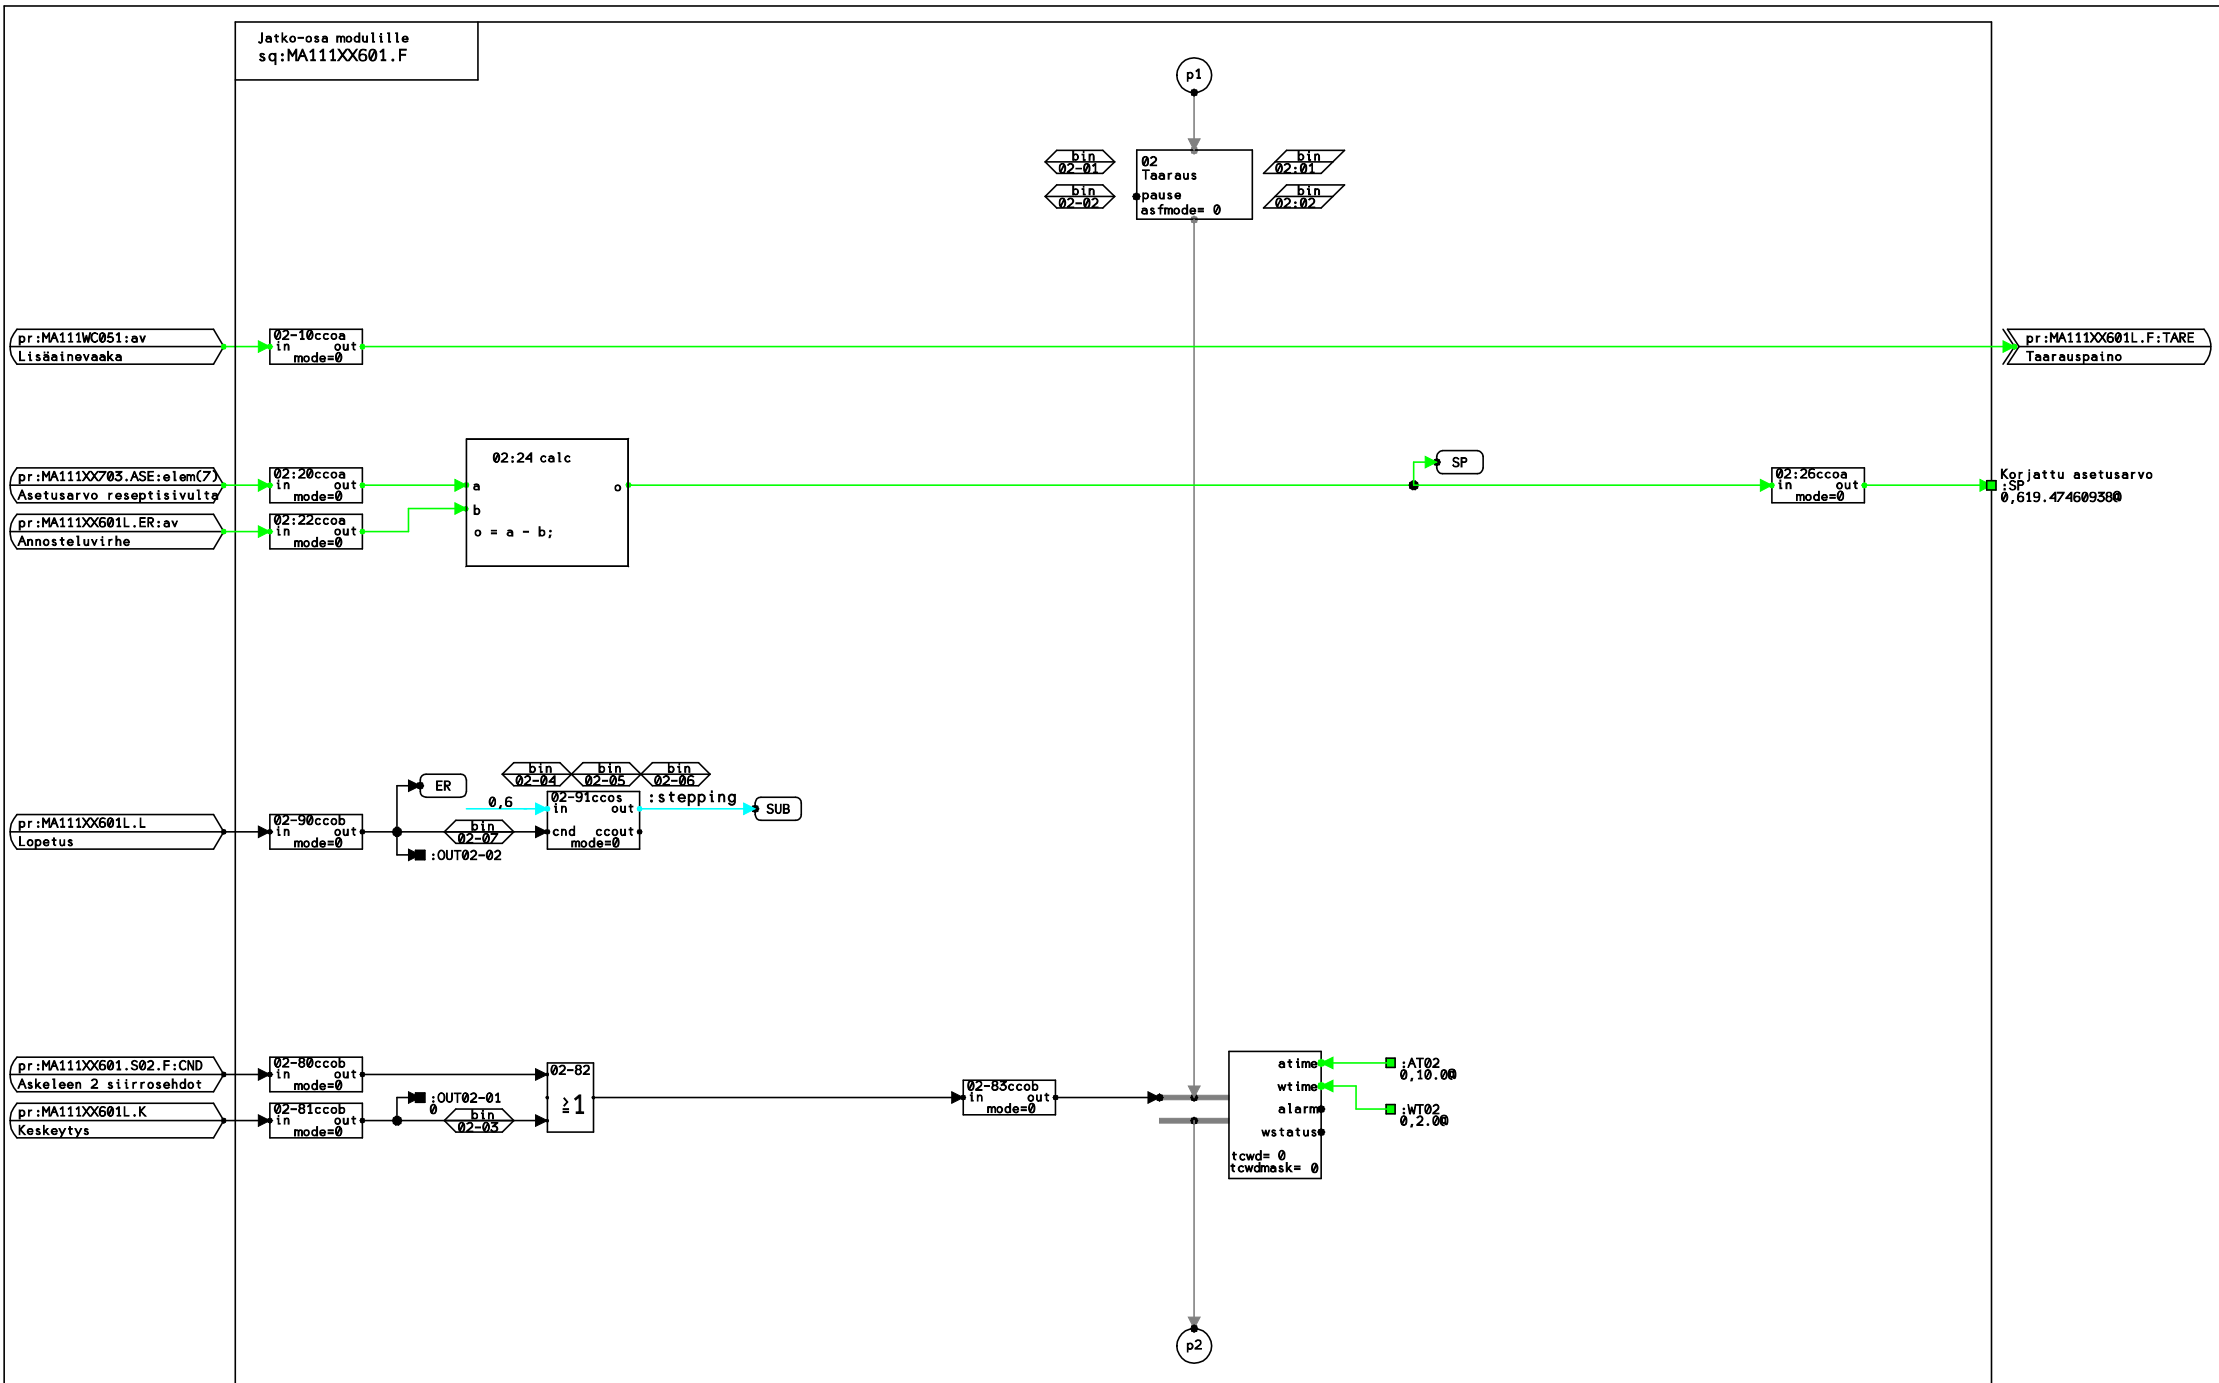 Jatko-osa modulille
sq:MA111XX601.F
p1
bin
02-01
bin
02-02
02
Taaraus
pause
asfmode= 0
bin
02:01
bin
02:02
pr:MA111WC051:av
Lisäainevaaka
02-10ccoa
in out
mode=0
pr:MA111XX601L.F:TARE
Taarauspaino
pr:MA111XX703.ASE:elem(7)
Asetusarvo reseptisivulta
02:20ccoa
in out
mode=0
pr:MA111XX601L.ER:av
Annosteluvirhe
02:22ccoa
in out
mode=0
02:24 calc
a
o
b
o = a - b;
SP
02:26ccoa
in out
mode=0
Korjattu asetusarvo
:SP
0,619.4746093800
pr:MA111XX601L.L
Lopetus
02-90ccob
in out
mode=0
ER
bin
02-07
:OUT02-02
0,6
bin
02-04
bin
02-05
bin
02-06
02-91ccos
in out
cnd ccout
mode=0
:stepping
SUB
pr:MA111XX601.S02.F:CND
Askeleen 2 siirrosehdot
02-80ccob
in out
mode=0
pr:MA111XX601L.K
Keskeytys
02-81ccob
in out
mode=0
:OUT02-01
0
bin
02-03
02-82
≥1
02-83ccob
in out
mode=0
atime
wtime
alarm
wstatus
tcwd= 0
tcwdmask= 0
:AT02
0,10.00
:WT02
0,2.00
p2